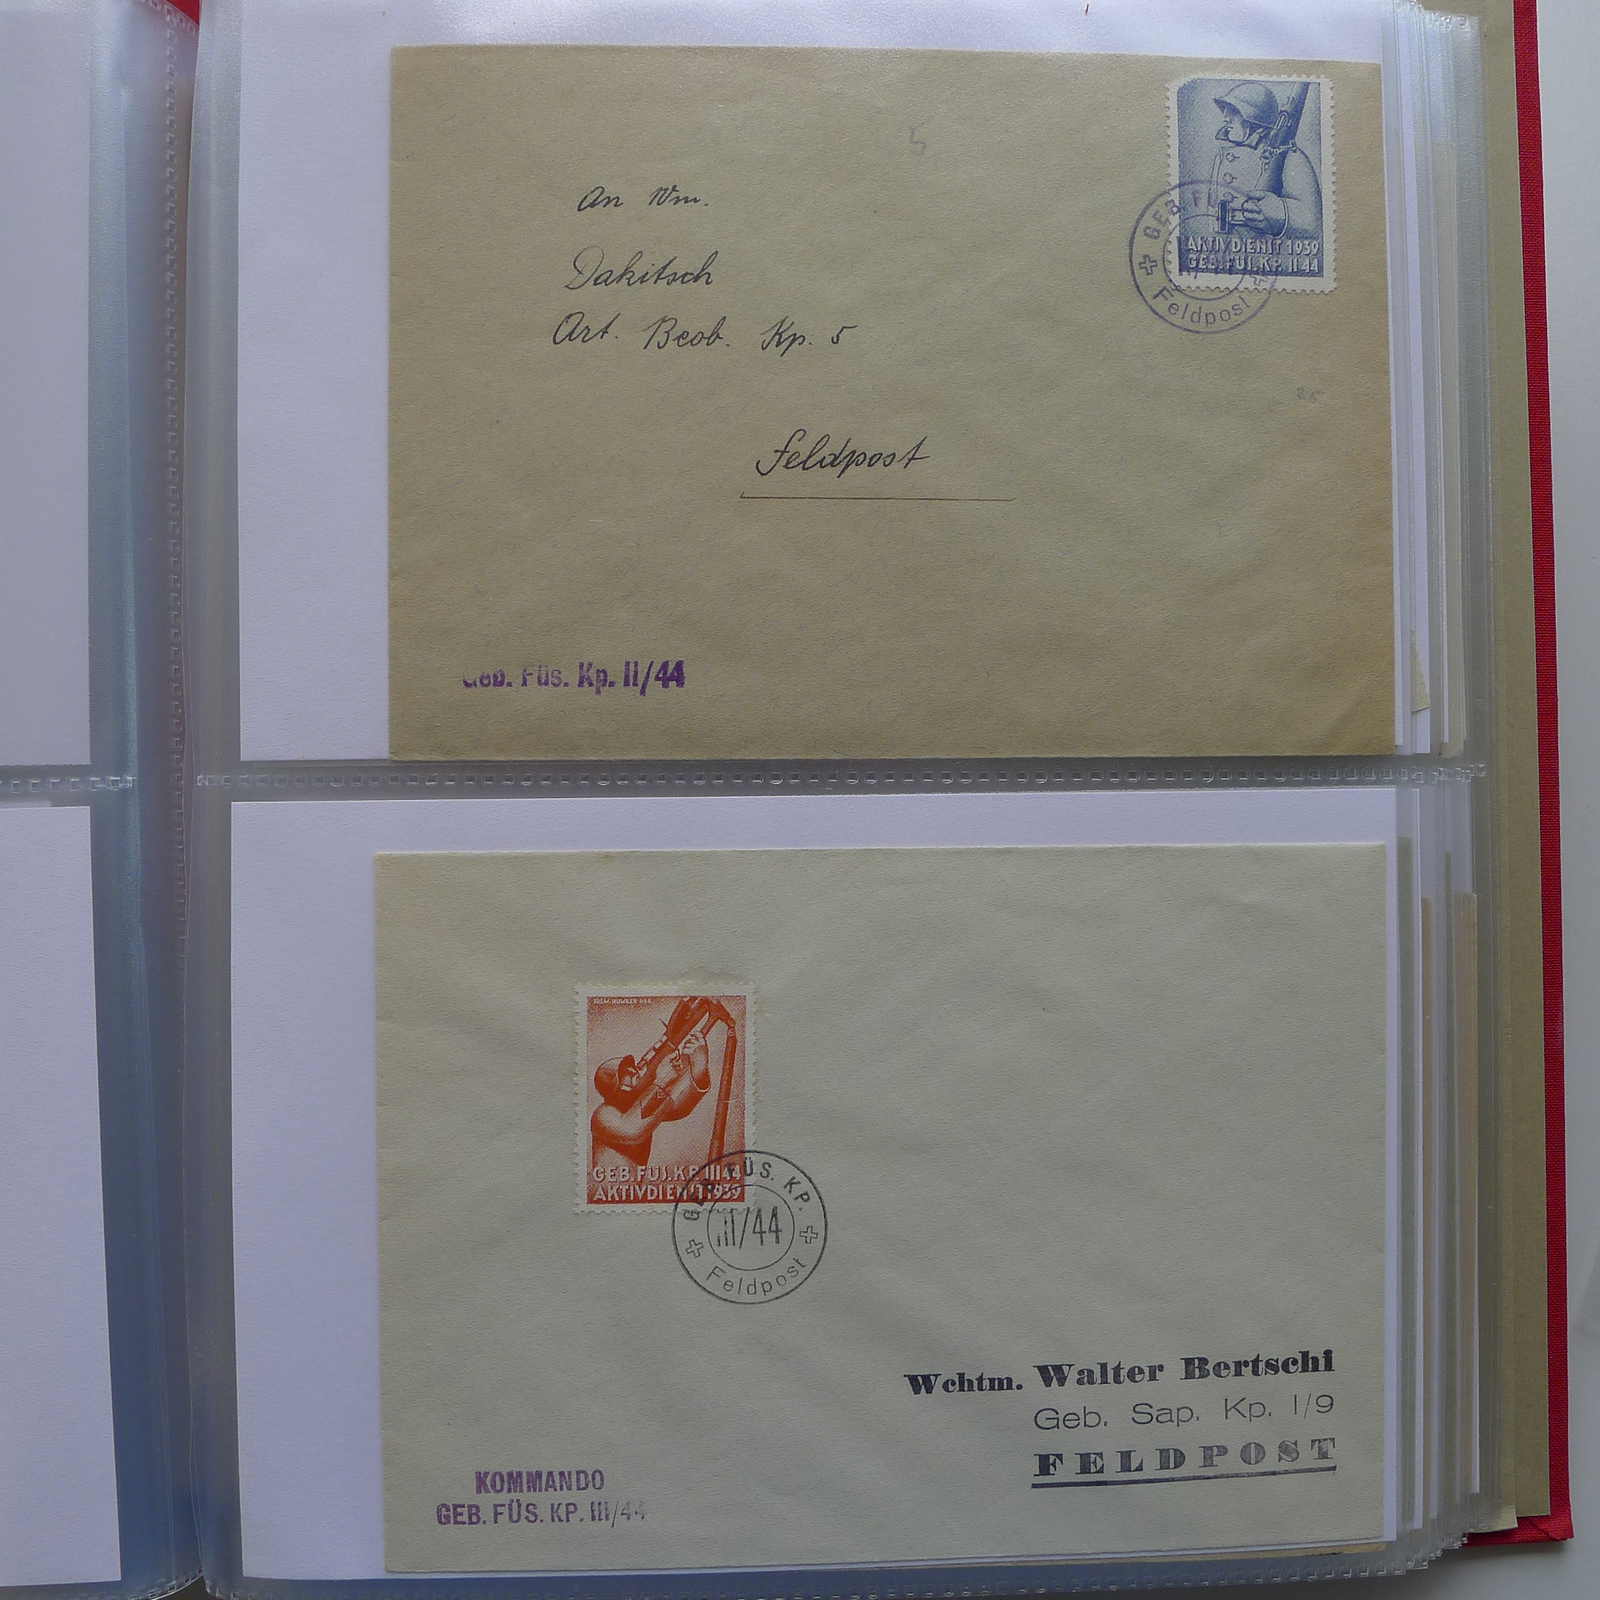 5
An Wm.
Dakitsch
Art. Beob. Kp. 5
Feldpost
AKTIVDIENST 1939
GEB. FÜS. KP. II 44
GEB. FÜ
Feldpost
Geb. Füs. Kp. II/44
GEB. FÜS. KP. III 44
AKTIVDIENST 1939
GEB. FÜS. KP.
III/44
Feldpost
Wchtm. Walter Bertschi
Geb. Sap. Kp. I/9
FELDPOST
KOMMANDO
GEB. FÜS. KP. III/44